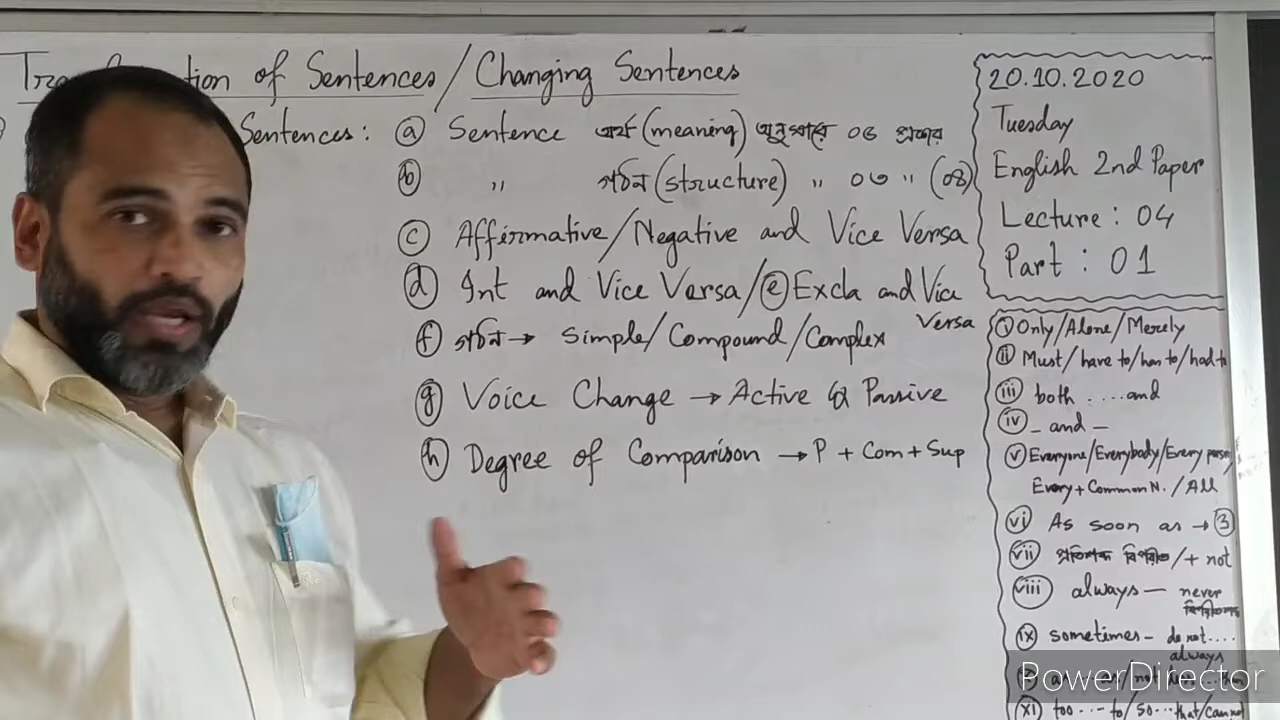 Transformation of Sentences/Changing Sentences
Sentences: ⓐ Sentence অর্থ (meaning) অনুসারে ০৫ প্রকার
ⓑ " গঠন (structure) " ০৩ " (০৪)
ⓒ Affirmative/Negative and Vice Versa
ⓓ Int and Vice Versa/ⓔ Excla and Vice
Versa
ⓕ গঠন → Simple/Compound/Complex
ⓖ Voice Change → Active & Passive
ⓗ Degree of Comparison → P + Com + Sup
20.10.2020
Tuesday
English 2nd Paper
Lecture : 04
Part : 01
ⓘ Only/Alone/Merely
ii Must/have to/has to/had to
iii both ....and
iv _ and _
v Everyone/Everybody/Every person
Every + Common N. / All
vi As soon as → ③
vii প্রতিশব্দ বিপরীত/+ not
viii always — never
ix sometimes – do not....
always
xi too...to/so...that/cannot
PowerDirector